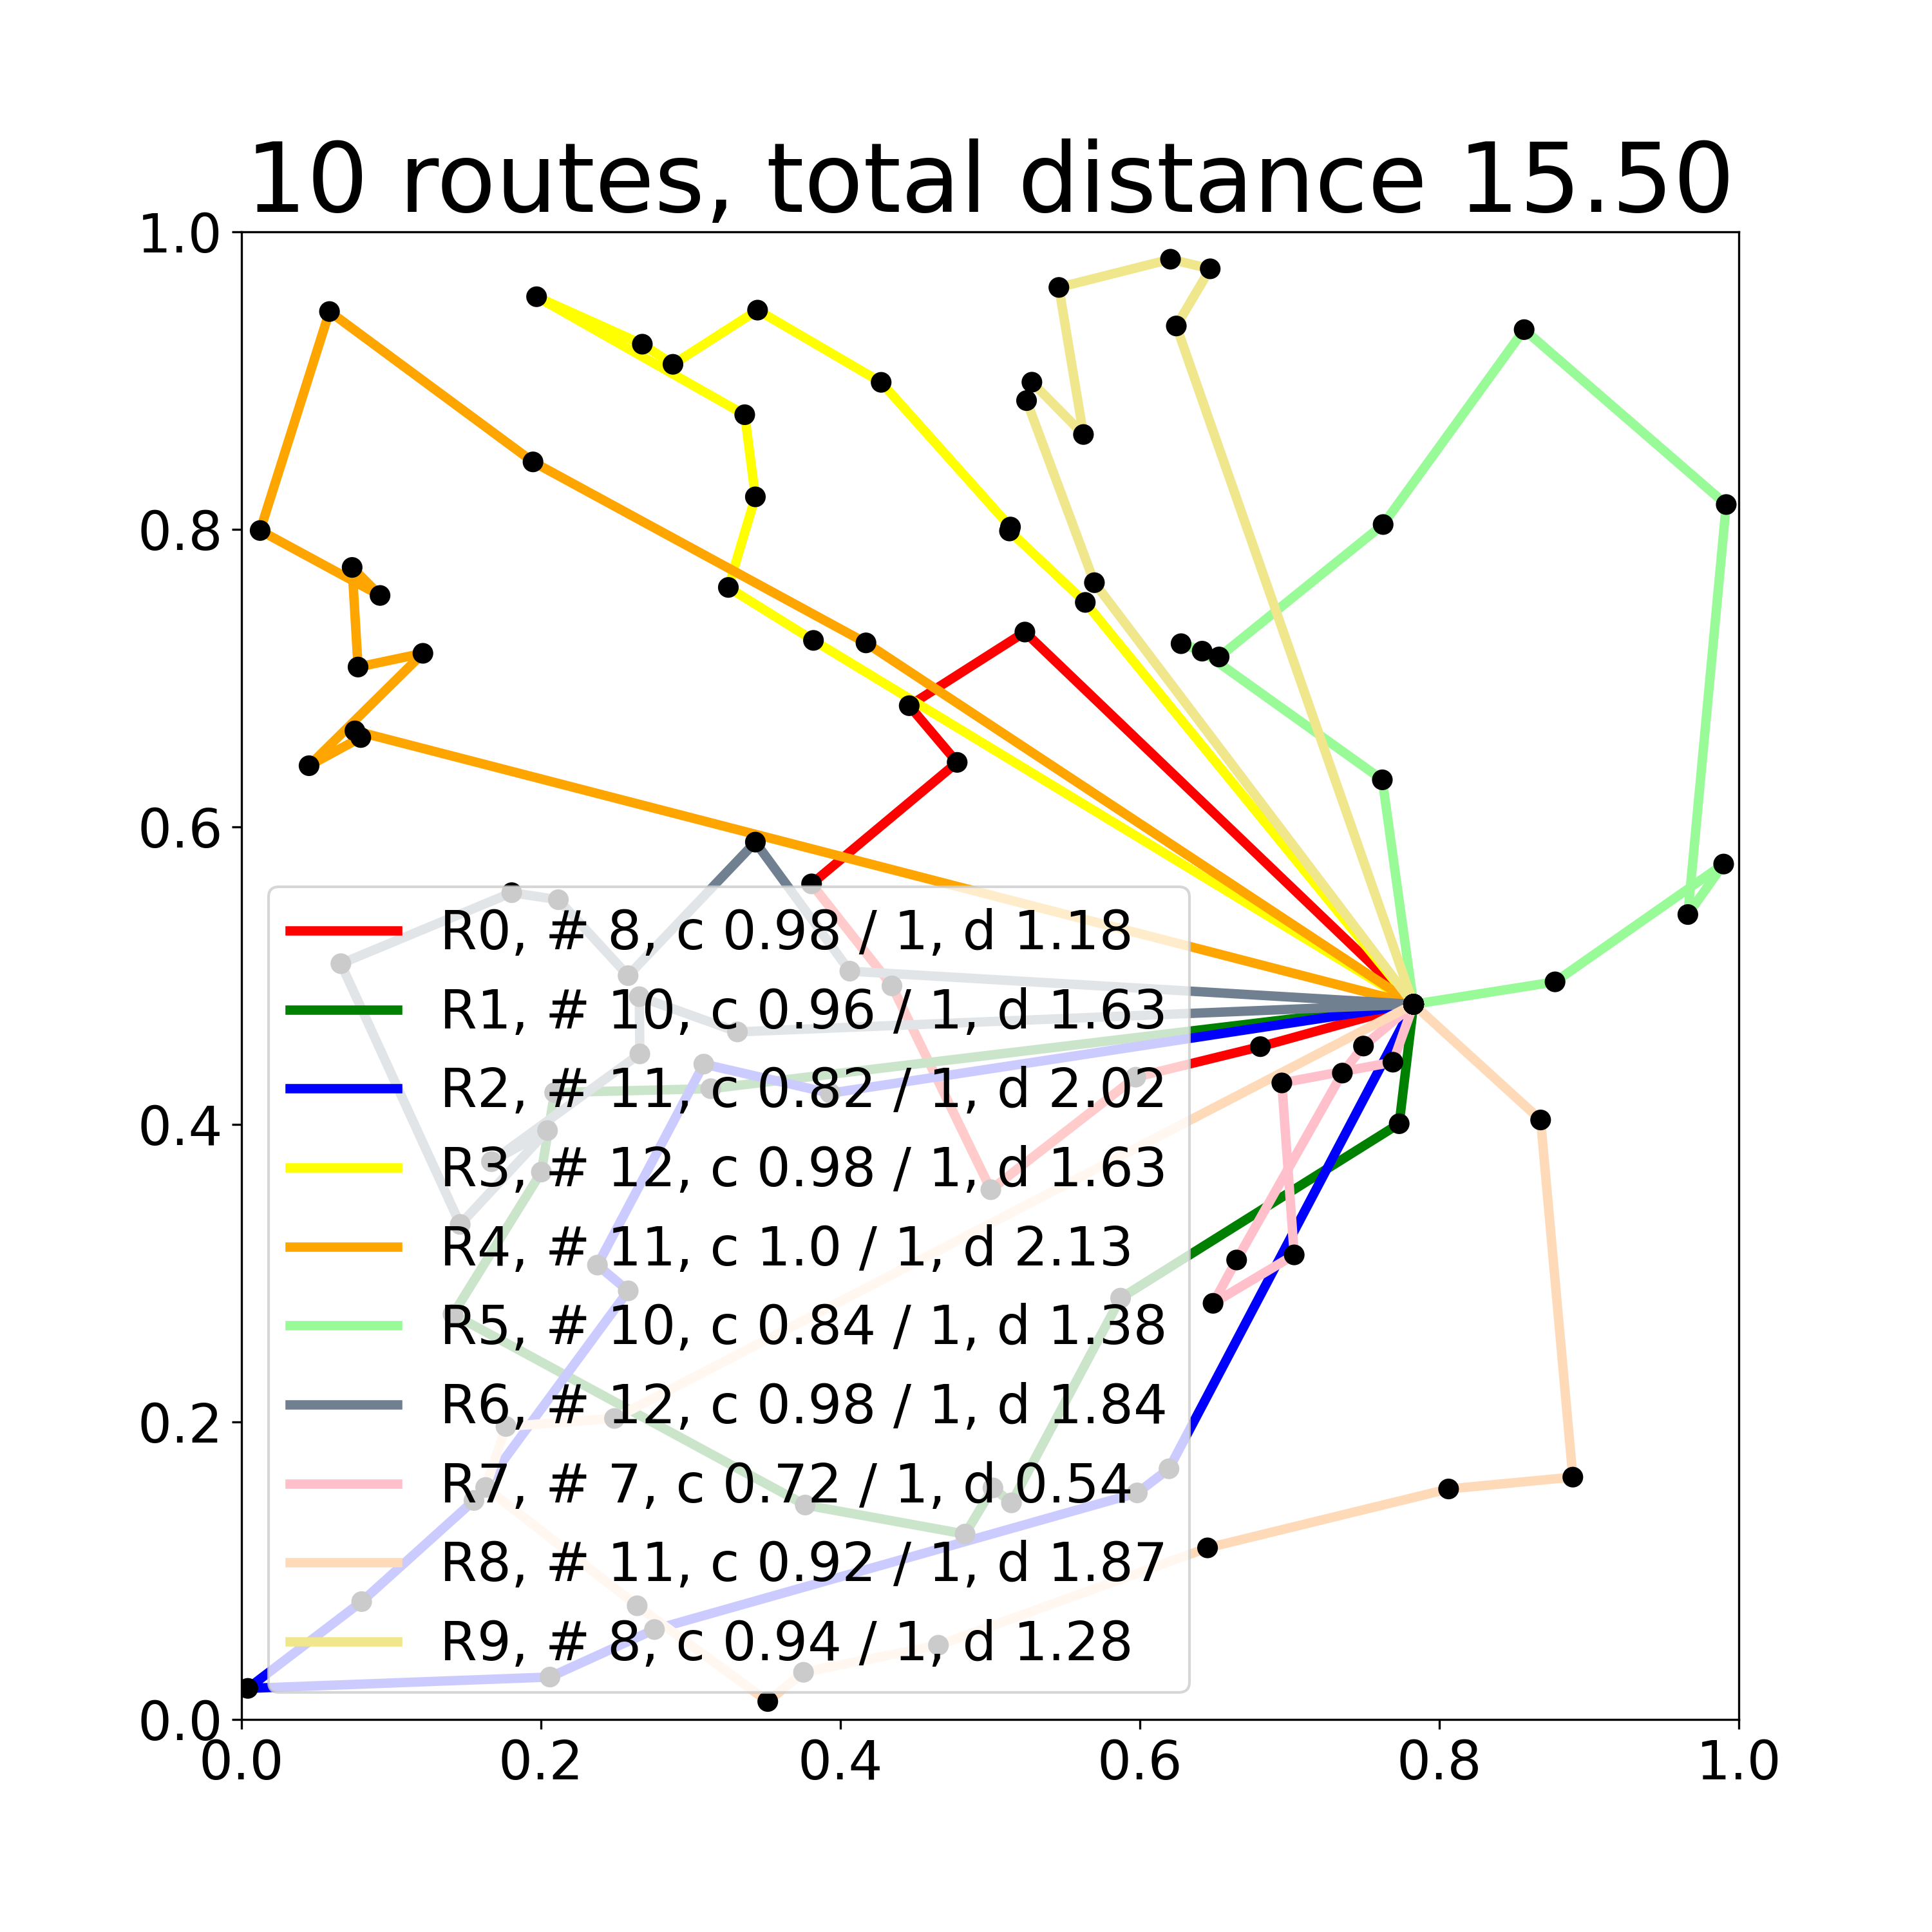 10 routes, total distance 15.50
1.0
0.8
0.6
0.4
0.2
0.0
R0, # 8, c 0.98 / 1, d 1.18
R1, # 10, c 0.96 / 1, d 1.63
R2, # 11, c 0.82 / 1, d 2.02
R3, # 12, c 0.98 / 1, d 1.63
R4, # 11, c 1.0 / 1, d 2.13
R5, # 10, c 0.84 / 1, d 1.38
R6, # 12, c 0.98 / 1, d 1.84
R7, # 7, c 0.72 / 1, d 0.54
R8, # 11, c 0.92 / 1, d 1.87
R9, # 8, c 0.94 / 1, d 1.28
0.0 0.2 0.4 0.6 0.8 1.0